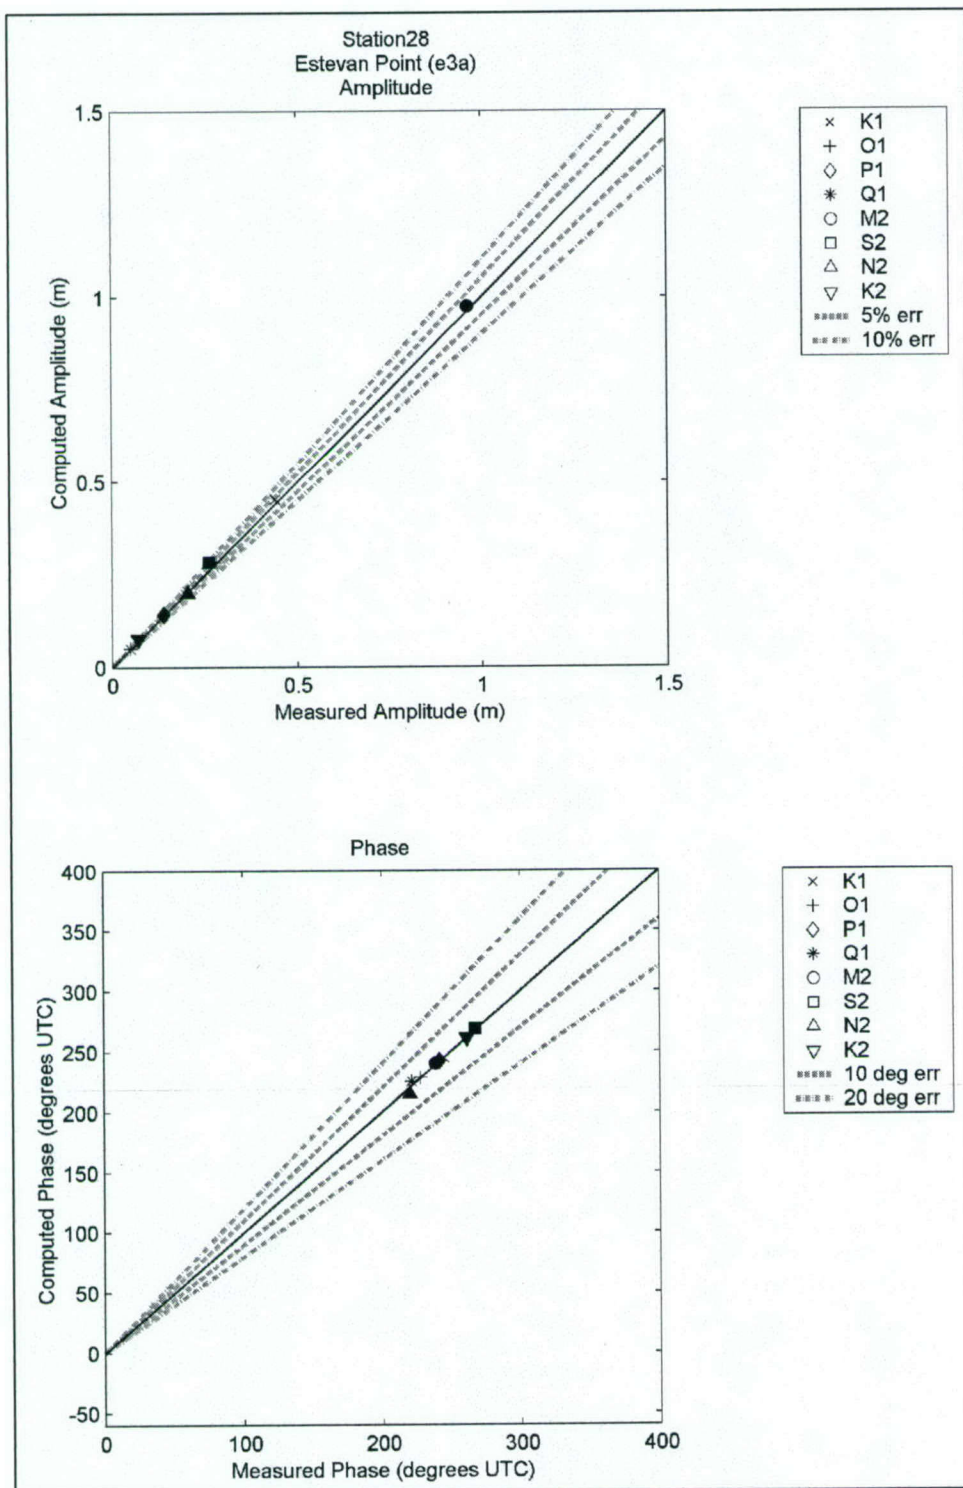 Station28
Estevan Point (e3a)
Amplitude
1.5
1
0.5
0
Computed Amplitude (m)
0
0.5
1
1.5
Measured Amplitude (m)
K1
O1
P1
Q1
M2
S2
N2
K2
5% err
10% err
Phase
400
350
300
250
200
150
100
50
0
-50
Computed Phase (degrees UTC)
0
100
200
300
400
Measured Phase (degrees UTC)
K1
O1
P1
Q1
M2
S2
N2
K2
10 deg err
20 deg err